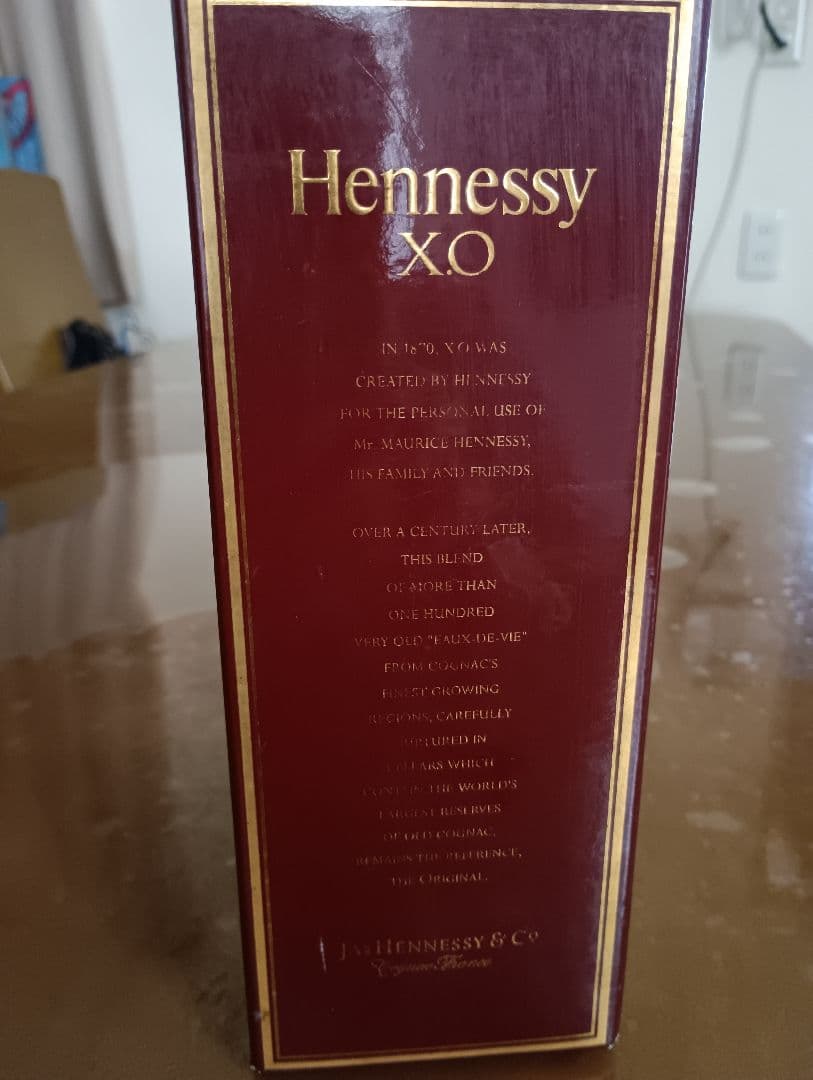 Hennessy
X.O
IN 1870, X.O WAS
CREATED BY HENNESSY
FOR THE PERSONAL USE OF
Mr. MAURICE HENNESSY,
HIS FAMILY AND FRIENDS.
OVER A CENTURY LATER,
THIS BLEND
OF MORE THAN
ONE HUNDRED
VERY OLD "EAUX-DE-VIE"
FROM COGNAC'S
FINEST GROWING
REGIONS, CAREFULLY
IN
CELLARS WHICH
CONTAIN THE WORLD'S
LARGEST RESERVES
OF OLD COGNAC,
REMAINS THE REFERENCE,
THE ORIGINAL.
JAs HENNESSY & Co
Cognac France